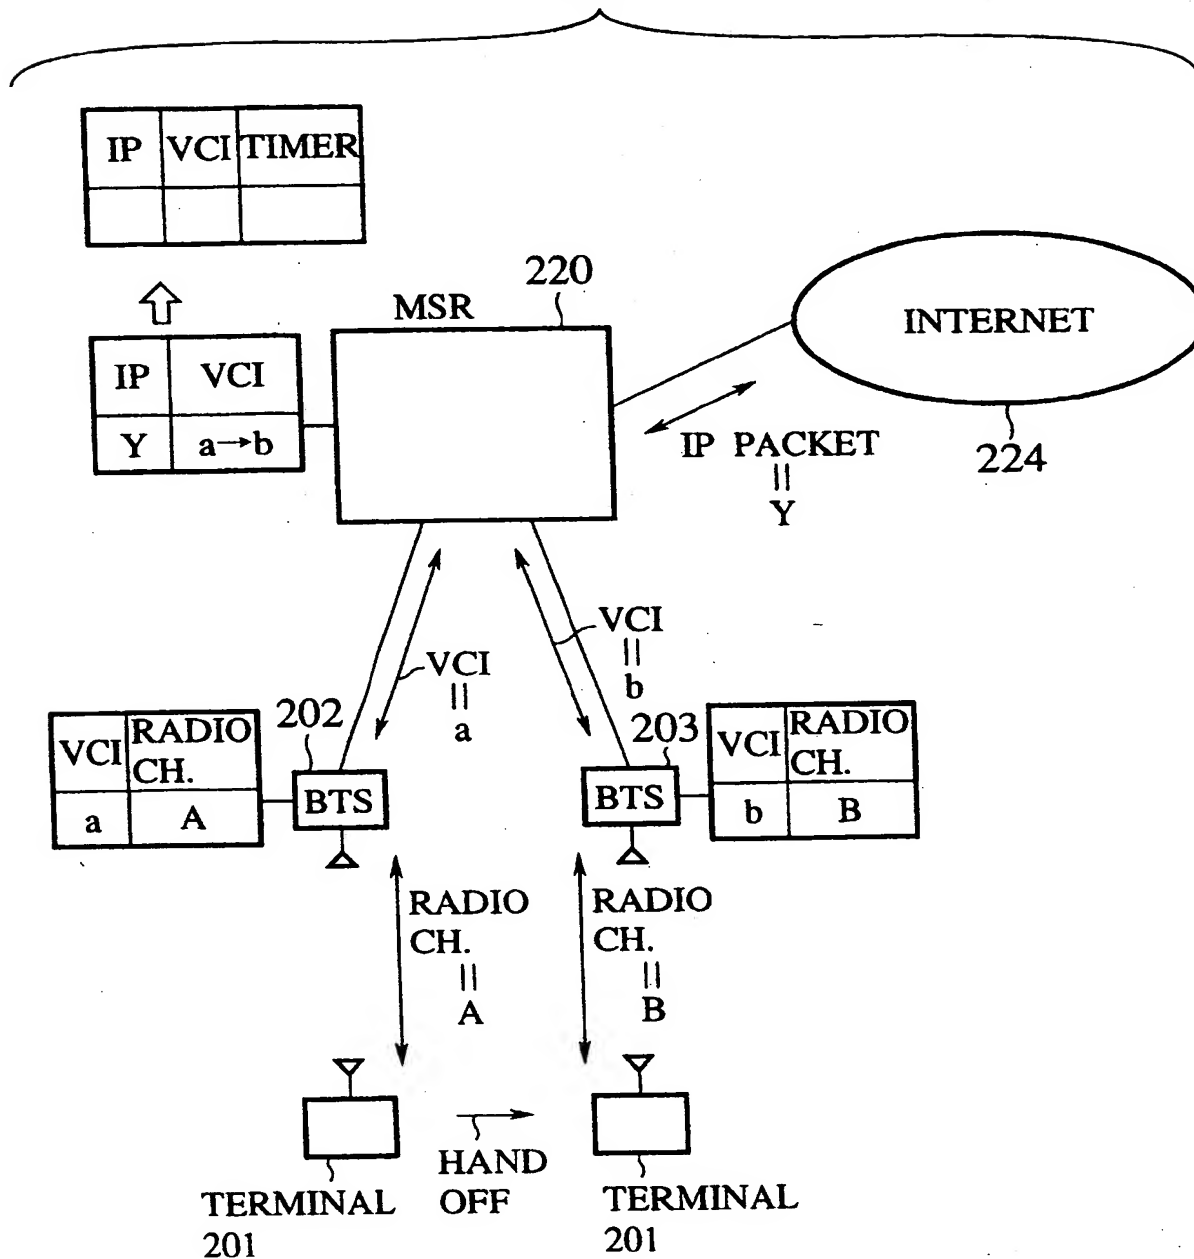 IP VCI TIMER
220
MSR
INTERNET
IP VCI
Y a→b
IP PACKET
||
Y
224
VCI
||
a
VCI
||
b
202
203
VCI RADIO CH.
a A
BTS
BTS
VCI RADIO CH.
b B
RADIO
CH.
||
A
RADIO
CH.
||
B
HAND
OFF
TERMINAL
201
TERMINAL
201